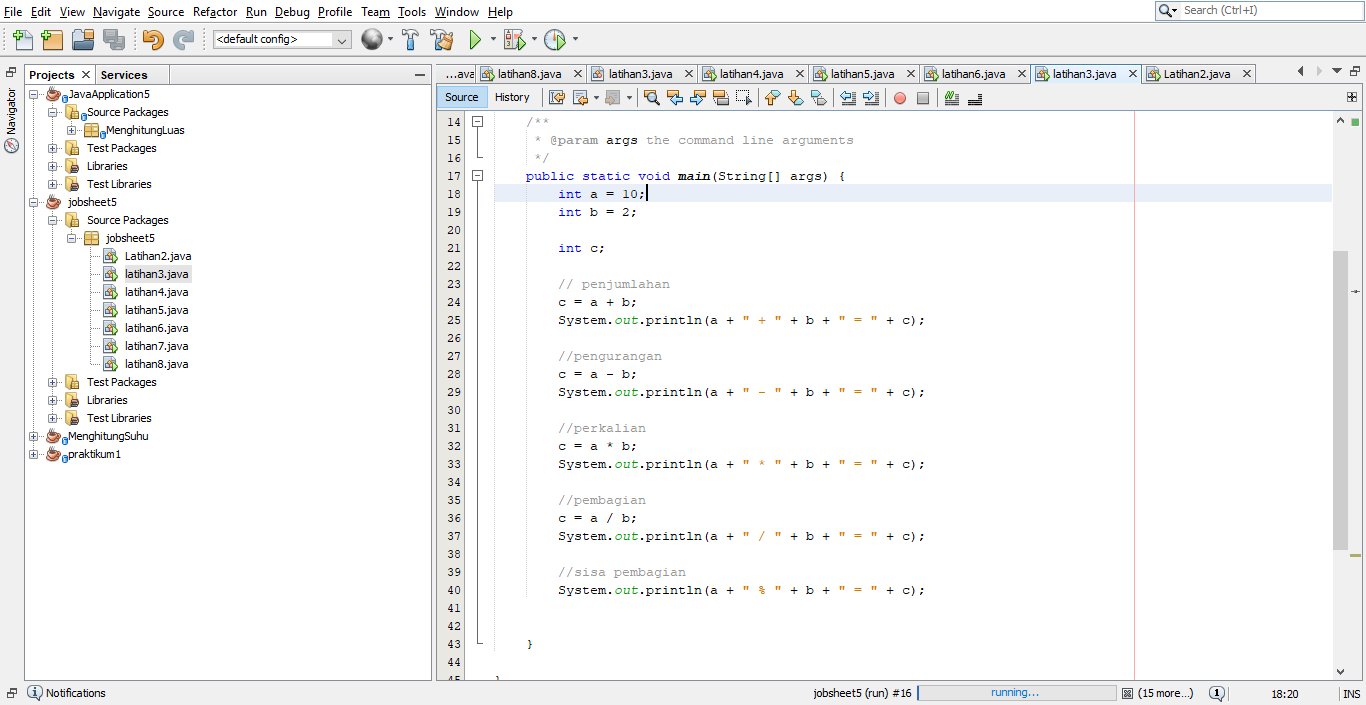 File Edit View Navigate Source Refactor Run Debug Profile Team Tools Window Help
Search (Ctrl+I)
<default config>
Projects Services
Navigator
JavaApplication5
Source Packages
MenghitungLuas
Test Packages
Libraries
Test Libraries
jobsheet5
Source Packages
jobsheet5
Latihan2.java
latihan3.java
latihan4.java
latihan5.java
latihan6.java
latihan7.java
latihan8.java
Test Packages
Libraries
Test Libraries
MenghitungSuhu
praktikum1
...ava latihan8.java latihan3.java latihan4.java latihan5.java latihan6.java latihan3.java Latihan2.java
Source History
14 /**
15 * @param args the command line arguments
16 */
17 public static void main(String[] args) {
18 int a = 10;
19 int b = 2;
20
21 int c;
22
23 // penjumlahan
24 c = a + b;
25 System.out.println(a + " + " + b + " = " + c);
26
27 //pengurangan
28 c = a - b;
29 System.out.println(a + " - " + b + " = " + c);
30
31 //perkalian
32 c = a * b;
33 System.out.println(a + " * " + b + " = " + c);
34
35 //pembagian
36 c = a / b;
37 System.out.println(a + " / " + b + " = " + c);
38
39 //sisa pembagian
40 System.out.println(a + " % " + b + " = " + c);
41
42
43 }
44
45 }
Notifications
jobsheet5 (run) #16 running... (15 more...) 1 18:20 INS